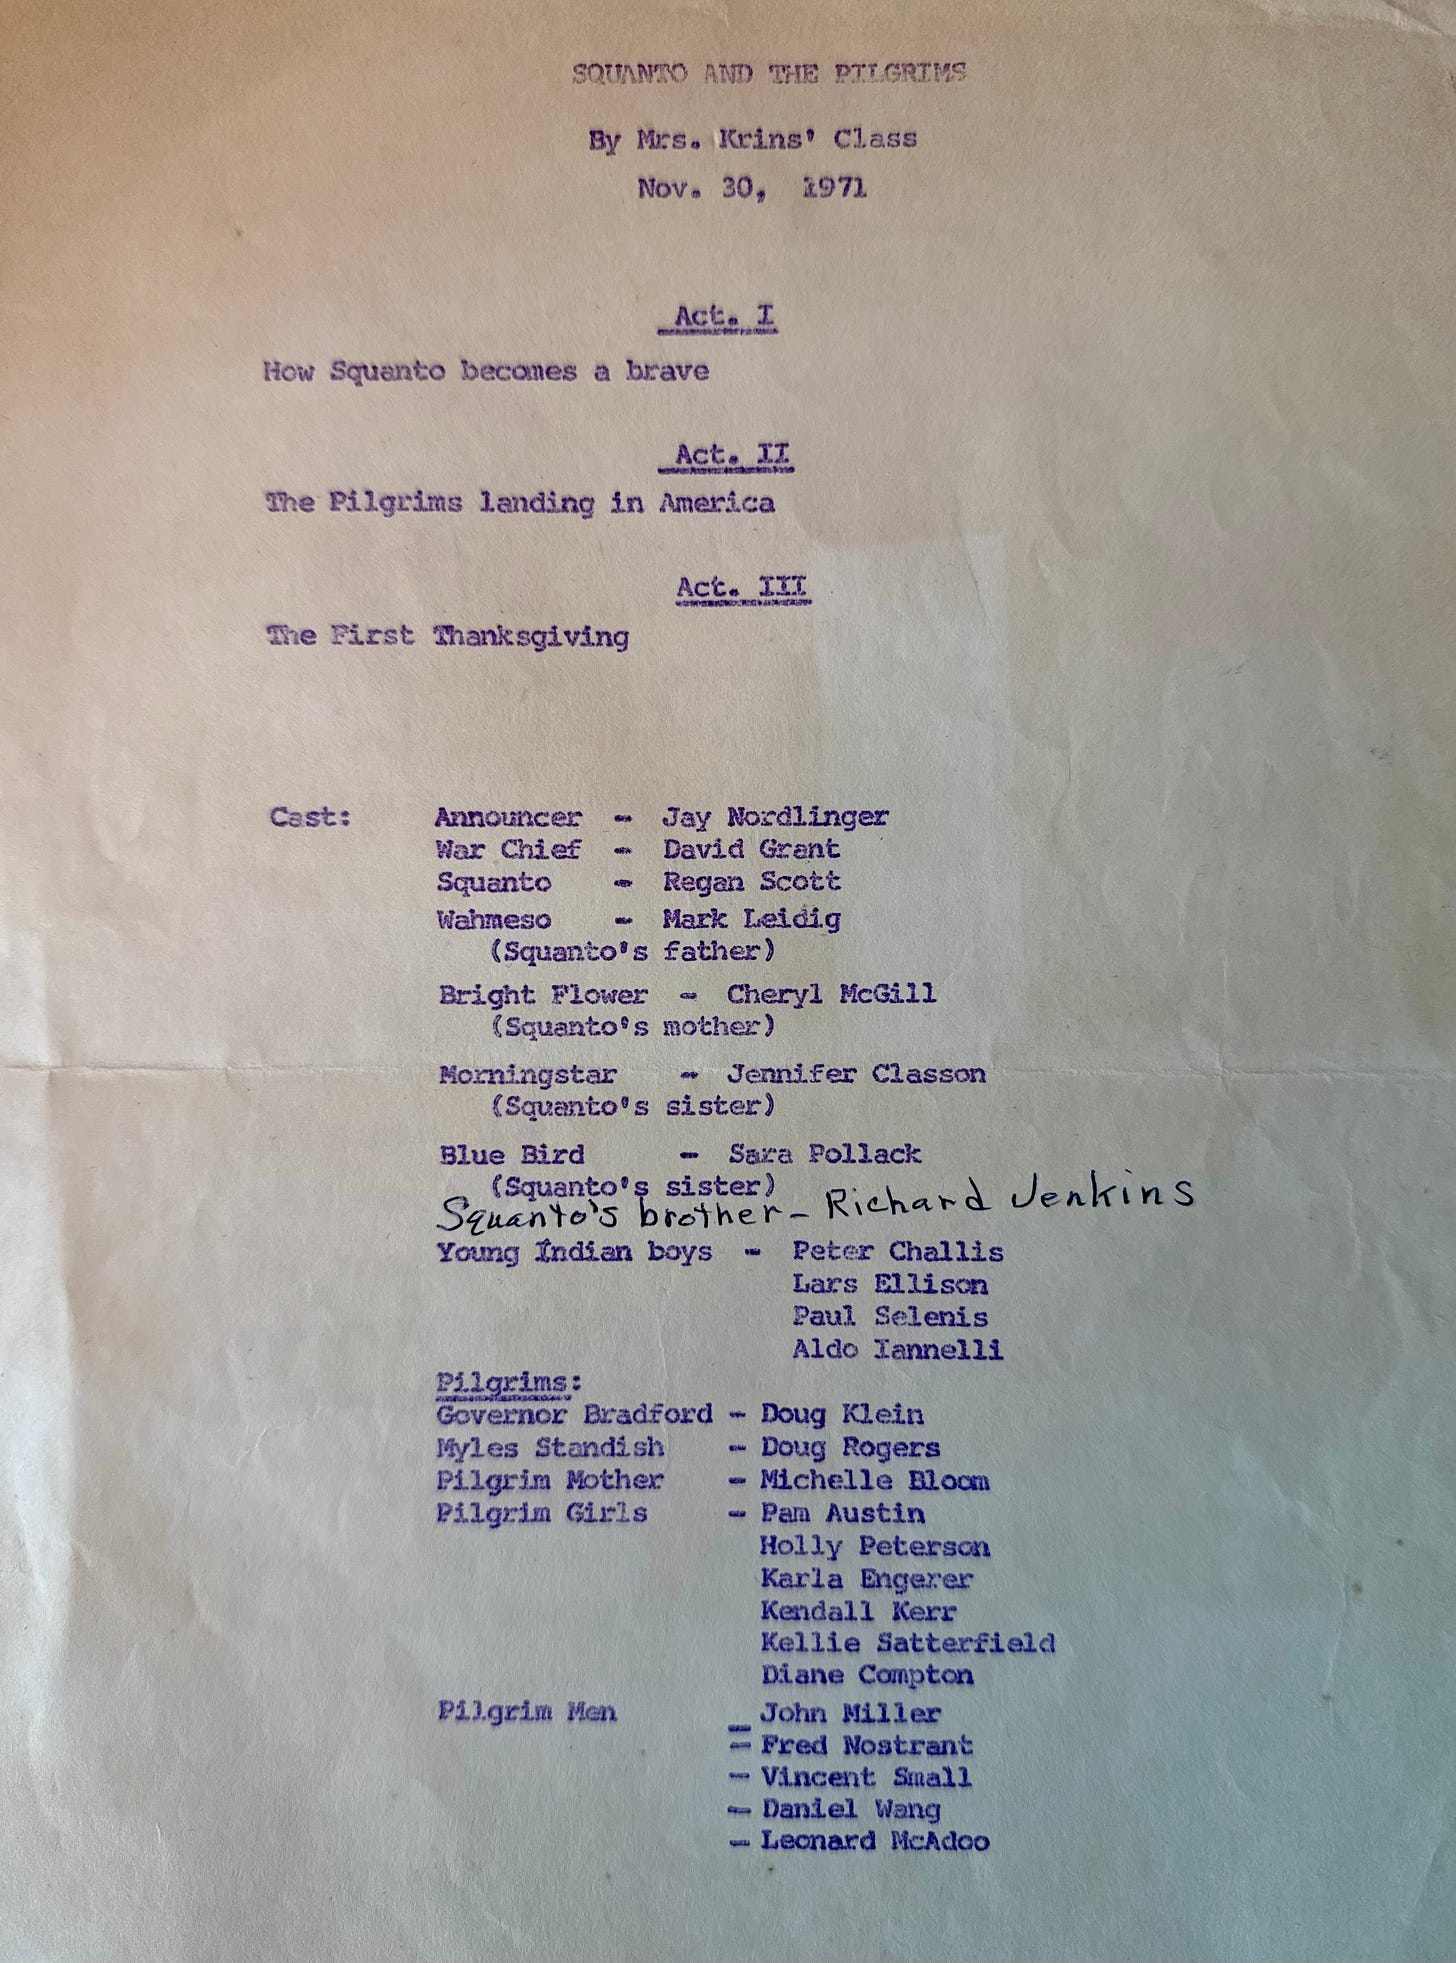 SQUANTO AND THE PILGRIMS
By Mrs. Krins' Class
Nov. 30, 1971
Act. I
How Squanto becomes a brave
Act. II
The Pilgrims landing in America
Act. III
The First Thanksgiving
Cast: Announcer - Jay Nordlinger
War Chief - David Grant
Squanto - Regan Scott
Wahmeso - Mark Leidig
(Squanto's father)
Bright Flower - Cheryl McGill
(Squanto's mother)
Morningstar - Jennifer Classon
(Squanto's sister)
Blue Bird - Sara Pollack
(Squanto's sister)
Squanto's brother - Richard Jenkins
Young Indian boys - Peter Challis
Lars Ellison
Paul Selenis
Aldo Iannelli
Pilgrims:
Governor Bradford - Doug Klein
Myles Standish - Doug Rogers
Pilgrim Mother - Michelle Bloom
Pilgrim Girls - Pam Austin
Holly Peterson
Karla Engerer
Kendall Kerr
Kellie Satterfield
Diane Compton
Pilgrim Men _ John Miller
- Fred Nostrant
- Vincent Small
- Daniel Wang
- Leonard McAdoo